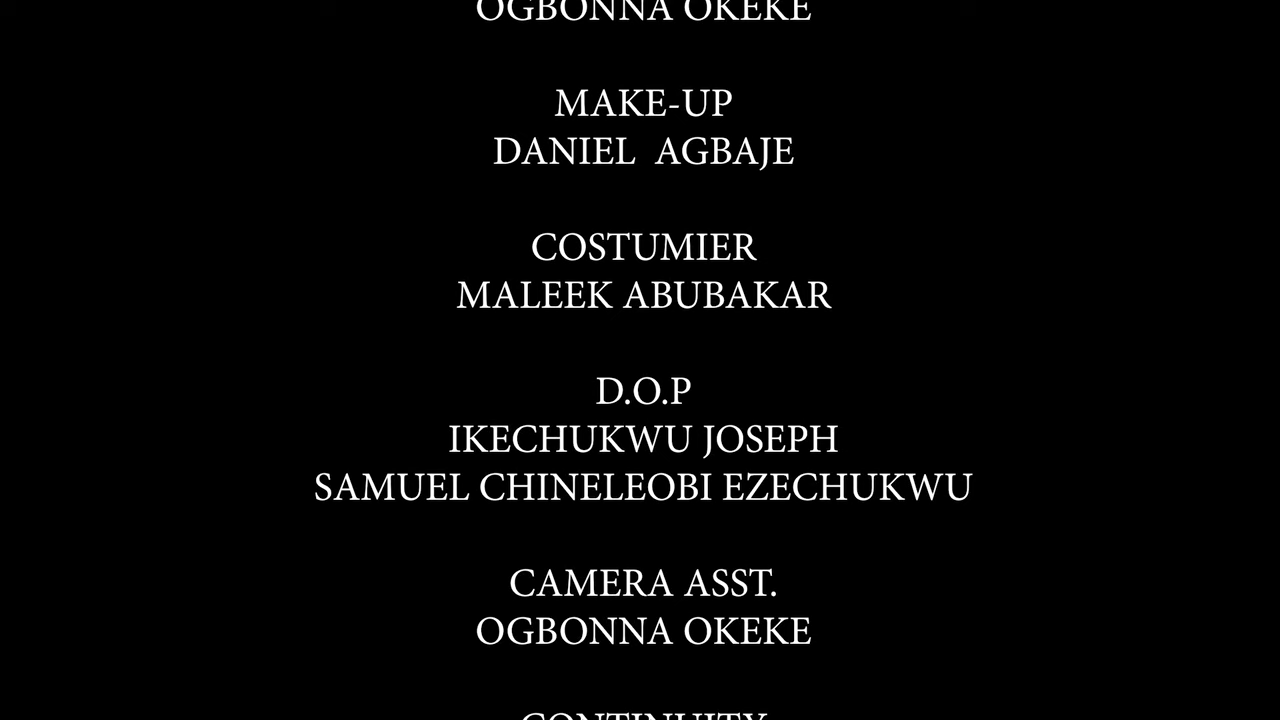 OGBONNA OKEKE
MAKE-UP
DANIEL  AGBAJE
COSTUMIER
MALEEK ABUBAKAR
D.O.P
IKECHUKWU JOSEPH
SAMUEL CHINELEOBI EZECHUKWU
CAMERA ASST.
OGBONNA OKEKE
CONTINUITY